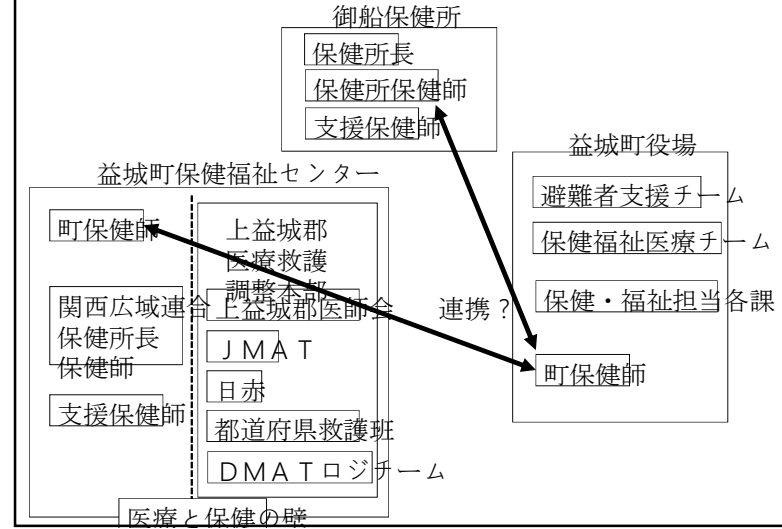 御船保健所
保健所長
保健所保健師
支援保健師
益城町保健福祉センター
町保健師
関西広域連合
保健所長
保健師
支援保健師
上益城郡
医療救護
調整本部
上益城郡医師会
ＪＭＡＴ
日赤
都道府県救護班
ＤＭＡＴロジチーム
医療と保健の壁
連携？
益城町役場
避難者支援チーム
保健福祉医療チーム
保健・福祉担当各課
町保健師